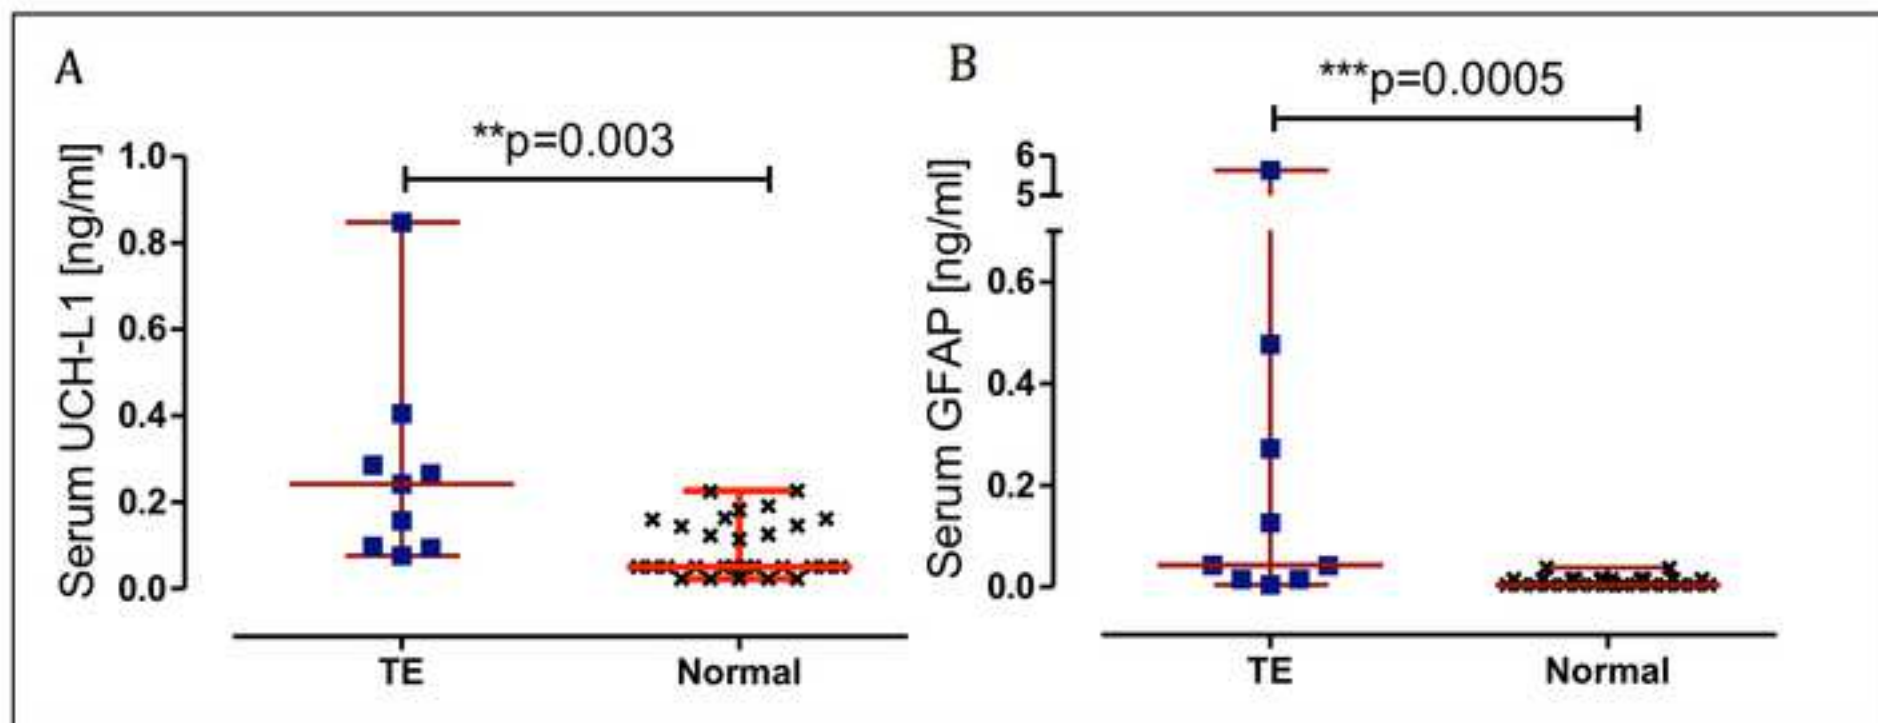 A
**p=0.003
Serum UCH-L1 [ng/ml]
1.0
0.8
0.6
0.4
0.2
0.0
TE
Normal
B
***p=0.0005
Serum GFAP [ng/ml]
6
5
0.6
0.4
0.2
0.0
TE
Normal